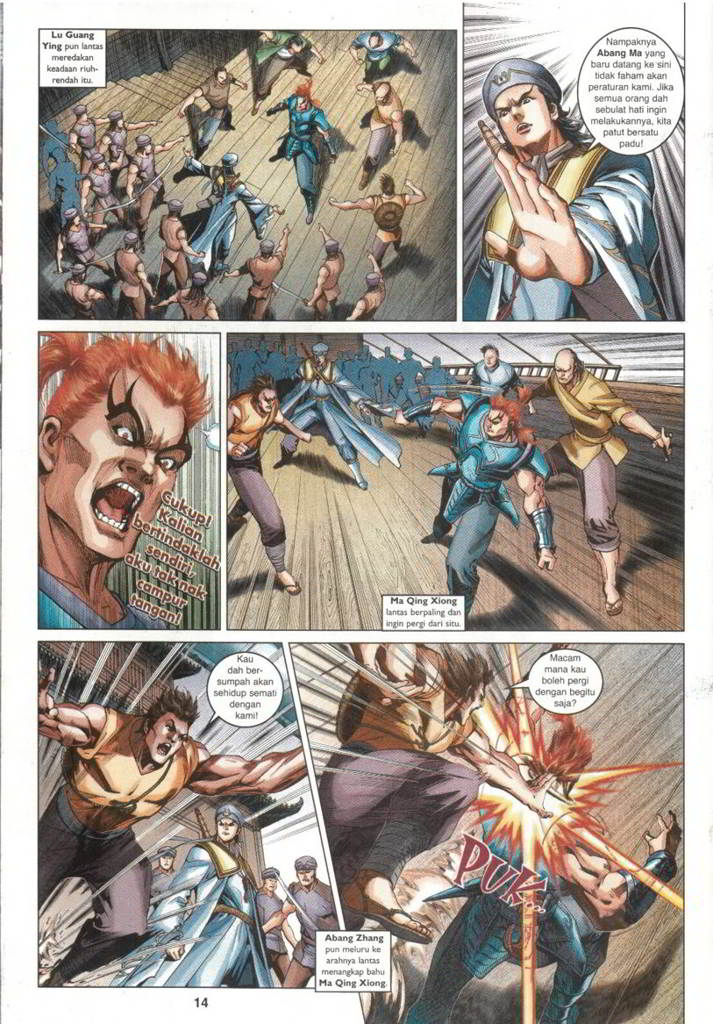 Lu Guang
Ying pun lantas
meredakan
keadaan riuh-
rendah itu.
Nampaknya
Abang Ma yang
baru datang ke sini
tidak faham akan
peraturan kami. Jika
semua orang dah
sebulat hati ingin
melakukannya, kita
patut bersatu
padu!
Cukup!
Kalian
bertindaklah
sendiri,
aku tak nak
campur
tangan!
Ma Qing Xiong
lantas berpaling dan
ingin pergi dari situ.
Kau
dah ber-
sumpah akan
sehidup semati
dengan
kami!
Macam
mana kau
boleh pergi
dengan begitu
saja?
PUK...
Abang Zhang
pun meluru ke
arahnya lantas
menangkap bahu
Ma Qing Xiong.
14